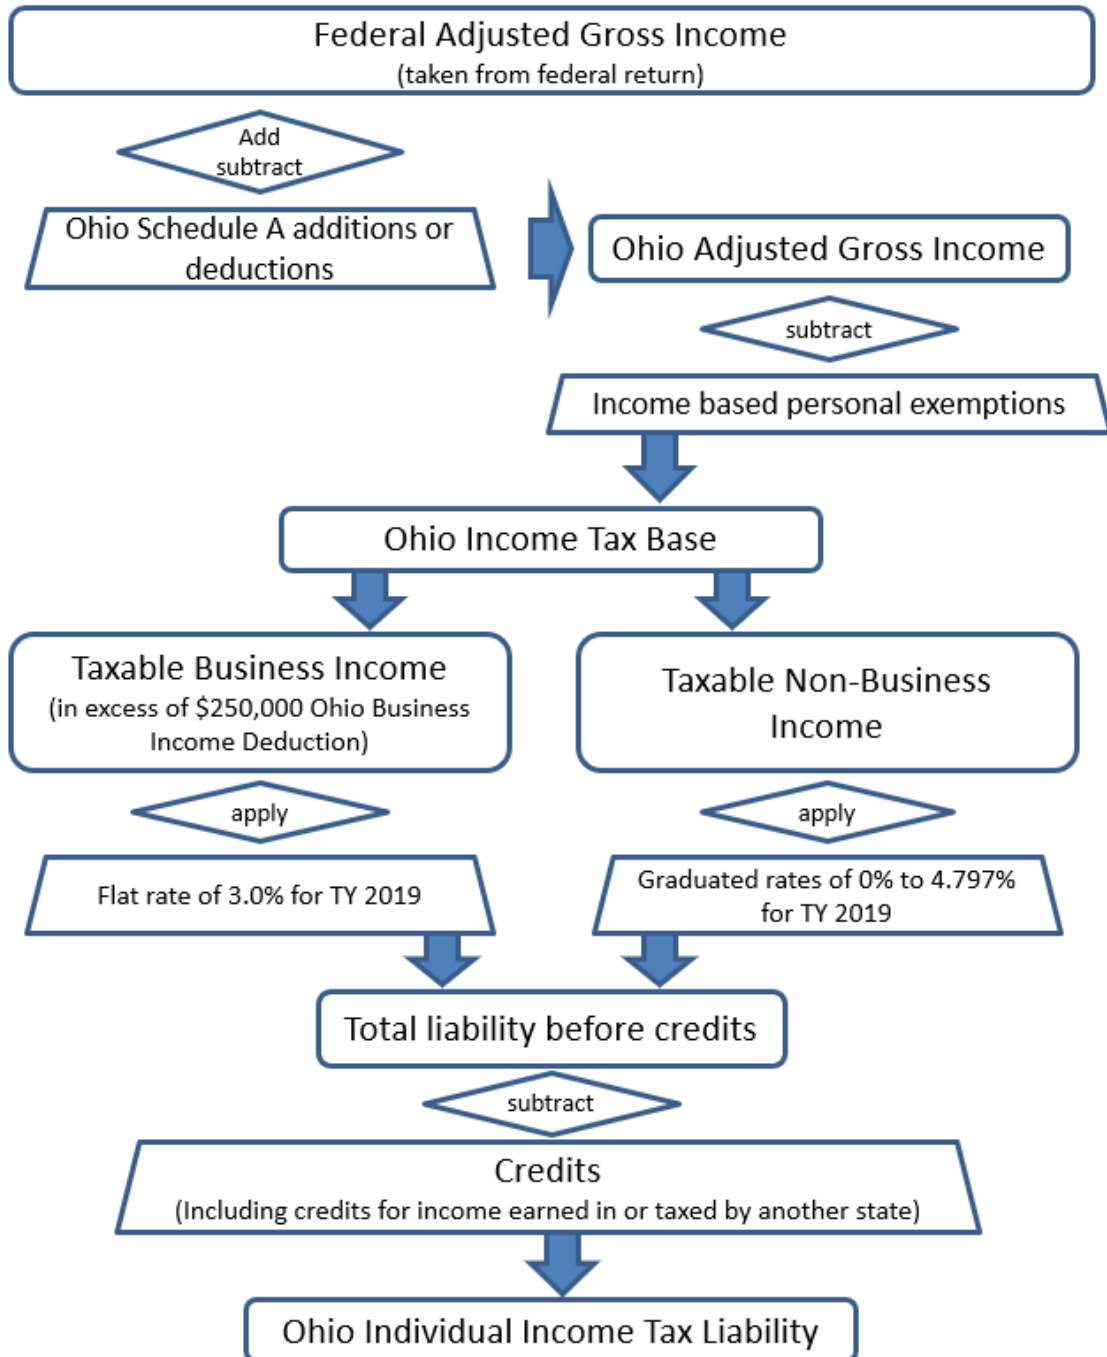 Federal Adjusted Gross Income
(taken from federal return)
Add
subtract
Ohio Schedule A additions or
deductions
Ohio Adjusted Gross Income
subtract
Income based personal exemptions
Ohio Income Tax Base
Taxable Business Income
(in excess of $250,000 Ohio Business
Income Deduction)
Taxable Non-Business
Income
apply
apply
Flat rate of 3.0% for TY 2019
Graduated rates of 0% to 4.797%
for TY 2019
Total liability before credits
subtract
Credits
(Including credits for income earned in or taxed by another state)
Ohio Individual Income Tax Liability